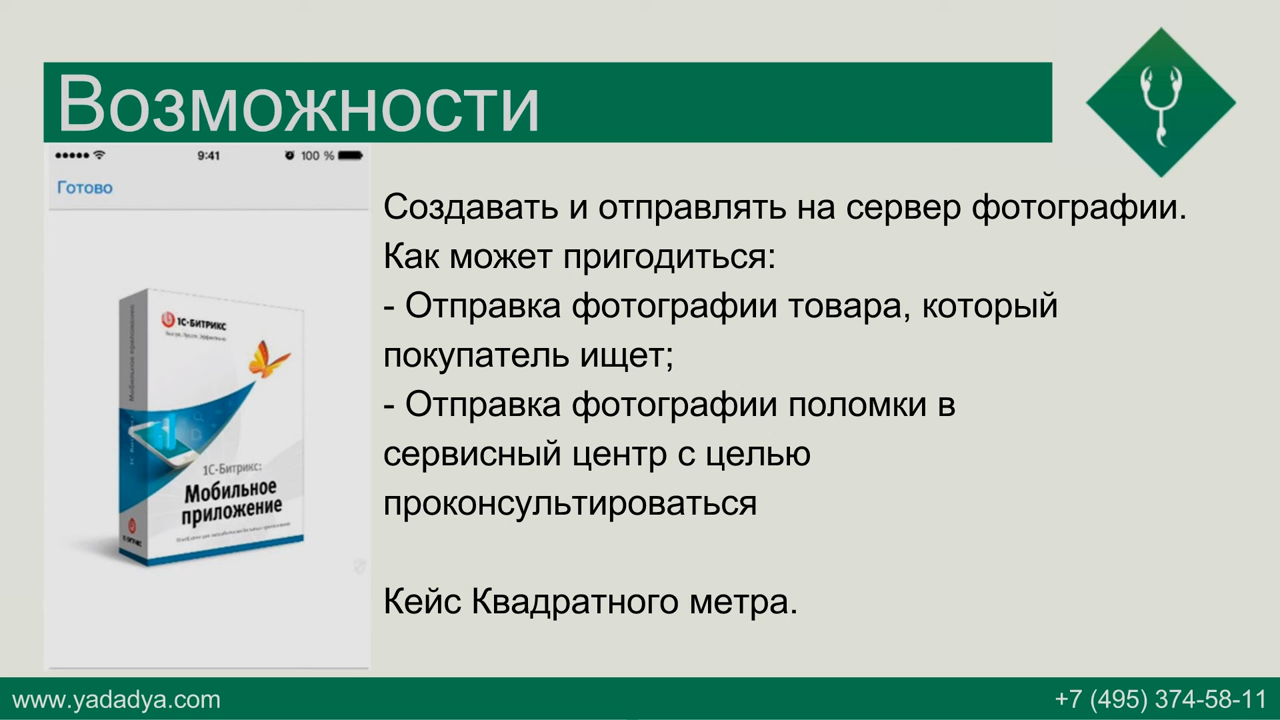 Возможности
9:41
100 %
Готово
Создавать и отправлять на сервер фотографии.
Как может пригодиться:
- Отправка фотографии товара, который
покупатель ищет;
- Отправка фотографии поломки в
сервисный центр с целью
проконсультироваться
Кейс Квадратного метра.
1С-БИТРИКС
1С-Битрикс:
Мобильное
приложение
www.yadadya.com
+7 (495) 374-58-11